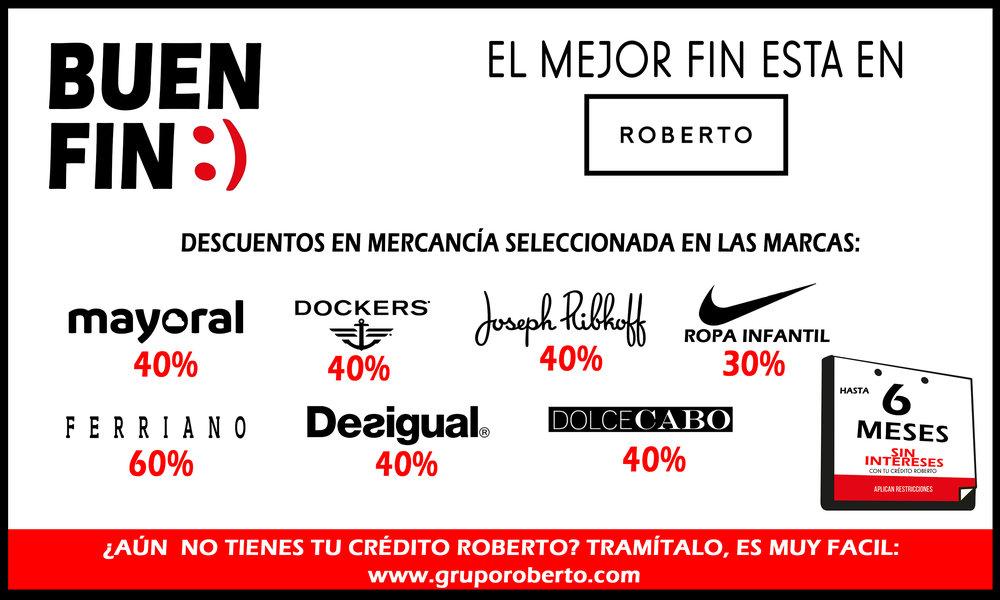 BUEN
FIN :)
EL MEJOR FIN ESTA EN
ROBERTO
DESCUENTOS EN MERCANCÍA SELECCIONADA EN LAS MARCAS:
mayoral
40%
DOCKERS
40%
Joseph Ribkoff
40%
ROPA INFANTIL
30%
FERRIANO
60%
Desigual®
40%
DOLCECABO
40%
HASTA 6
MESES
SIN
INTERESES
CON TU CRÉDITO ROBERTO
APLICAN RESTRICCIONES
¿AÚN NO TIENES TU CRÉDITO ROBERTO? TRAMÍTALO, ES MUY FACIL:
www.gruporoberto.com